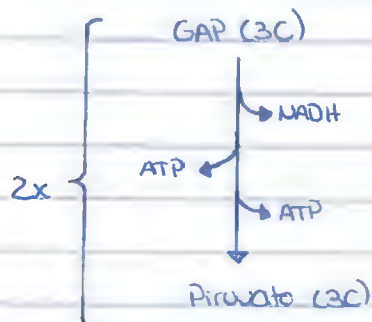 GAP (3C)
NADH
ATP
2x
ATP
Piruvato (3C)